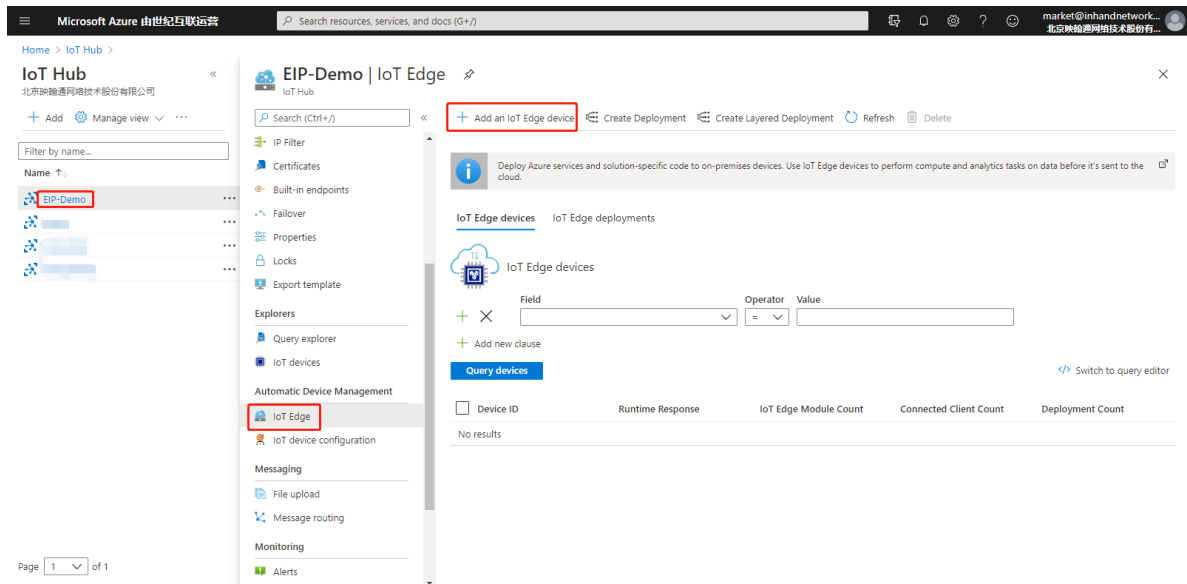 Microsoft Azure 由世纪互联运营
Search resources, services, and docs (G+/)
market@inhandnetwork...
北京映翰通网络技术股份有...
Home > IoT Hub >
IoT Hub
北京映翰通网络技术股份有限公司
Add
Manage view
Filter by name...
Name
EIP-Demo
Page 1 of 1
EIP-Demo | IoT Edge
IoT Hub
Search (Ctrl+/)
IP Filter
Certificates
Built-in endpoints
Failover
Properties
Locks
Export template
Explorers
Query explorer
IoT devices
Automatic Device Management
IoT Edge
IoT device configuration
Messaging
File upload
Message routing
Monitoring
Alerts
Add an IoT Edge device
Create Deployment
Create Layered Deployment
Refresh
Delete
Deploy Azure services and solution-specific code to on-premises devices. Use IoT Edge devices to perform compute and analytics tasks on data before it's sent to the
cloud.
IoT Edge devices
IoT Edge deployments
IoT Edge devices
Field
Operator
Value
=
Add new clause
Query devices
Switch to query editor
Device ID
Runtime Response
IoT Edge Module Count
Connected Client Count
Deployment Count
No results